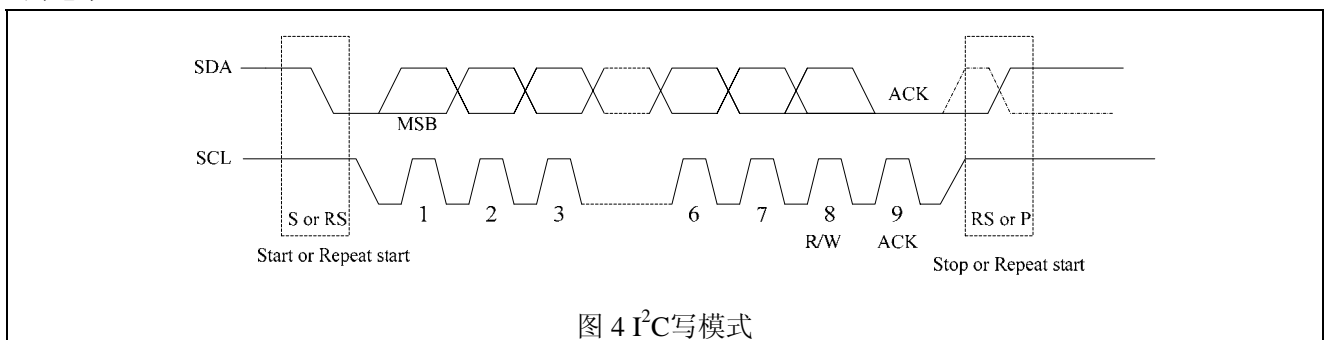 SDA
ACK
MSB
SCL
S or RS
1 2 3 6 7 8 9
RS or P
R/W ACK
Start or Repeat start
Stop or Repeat start
图 4 I²C写模式